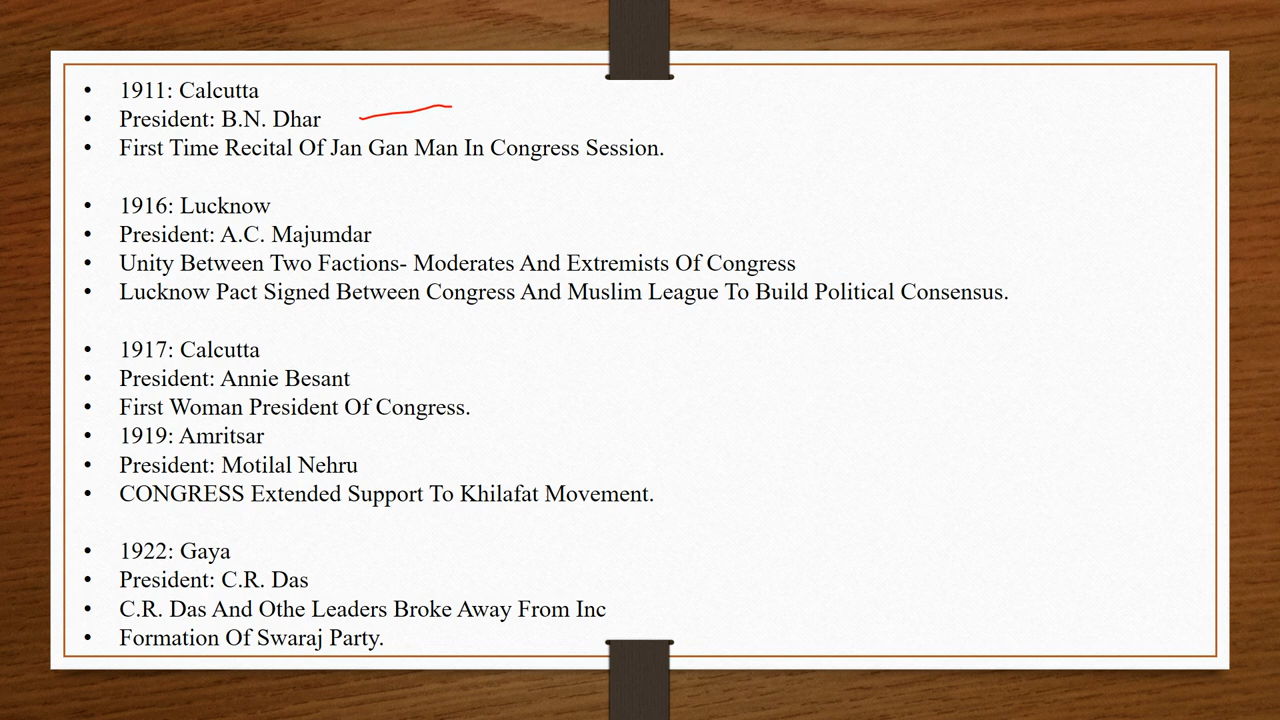 • 1911: Calcutta
• President: B.N. Dhar
• First Time Recital Of Jan Gan Man In Congress Session.
• 1916: Lucknow
• President: A.C. Majumdar
• Unity Between Two Factions- Moderates And Extremists Of Congress
• Lucknow Pact Signed Between Congress And Muslim League To Build Political Consensus.
• 1917: Calcutta
• President: Annie Besant
• First Woman President Of Congress.
• 1919: Amritsar
• President: Motilal Nehru
• CONGRESS Extended Support To Khilafat Movement.
• 1922: Gaya
• President: C.R. Das
• C.R. Das And Othe Leaders Broke Away From Inc
• Formation Of Swaraj Party.